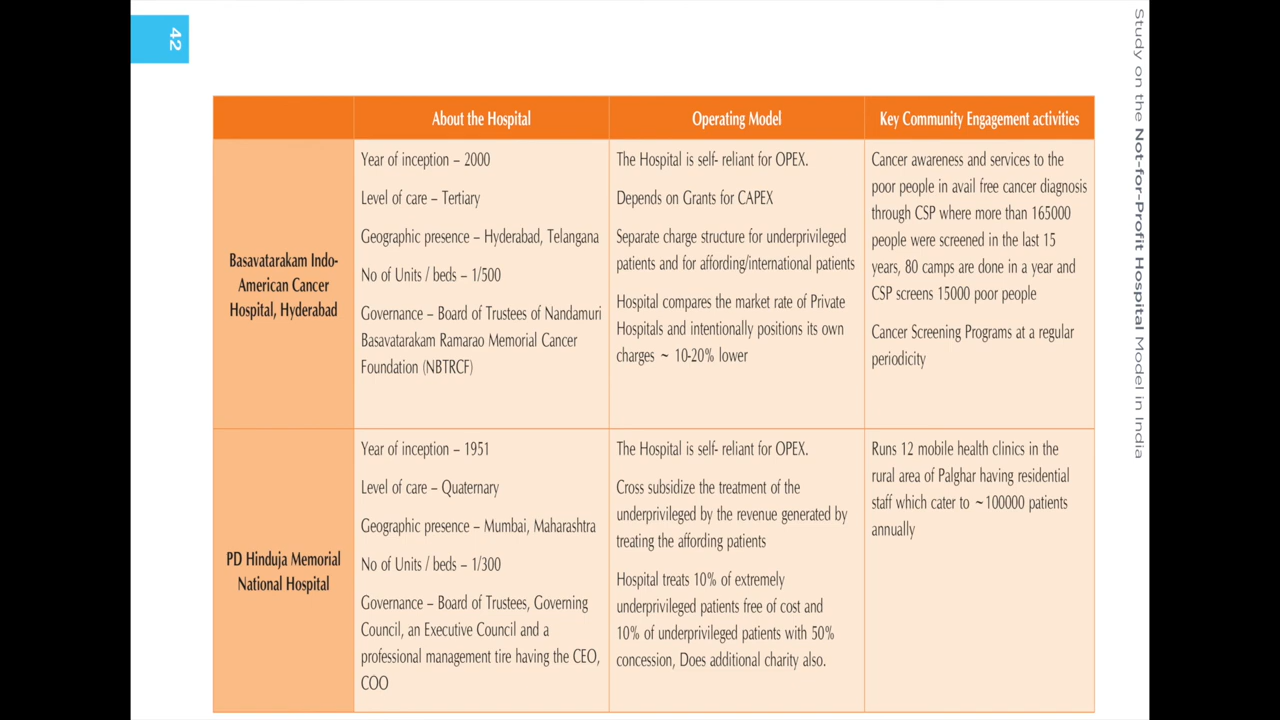 42
Study on the Not-for-Profit Hospital Model in India
About the Hospital
Operating Model
Key Community Engagement activities
Basavatarakam Indo-
American Cancer
Hospital, Hyderabad
Year of inception – 2000
Level of care – Tertiary
Geographic presence – Hyderabad, Telangana
No of Units / beds – 1/500
Governance – Board of Trustees of Nandamuri
Basavatarakam Ramarao Memorial Cancer
Foundation (NBTRCF)
The Hospital is self- reliant for OPEX.
Depends on Grants for CAPEX
Separate charge structure for underprivileged
patients and for affording/international patients
Hospital compares the market rate of Private
Hospitals and intentionally positions its own
charges ~ 10-20% lower
Cancer awareness and services to the
poor people in avail free cancer diagnosis
through CSP where more than 165000
people were screened in the last 15
years, 80 camps are done in a year and
CSP screens 15000 poor people
Cancer Screening Programs at a regular
periodicity
PD Hinduja Memorial
National Hospital
Year of inception – 1951
Level of care – Quaternary
Geographic presence – Mumbai, Maharashtra
No of Units / beds – 1/300
Governance – Board of Trustees, Governing
Council, an Executive Council and a
professional management tire having the CEO,
COO
The Hospital is self- reliant for OPEX.
Cross subsidize the treatment of the
underprivileged by the revenue generated by
treating the affording patients
Hospital treats 10% of extremely
underprivileged patients free of cost and
10% of underprivileged patients with 50%
concession, Does additional charity also.
Runs 12 mobile health clinics in the
rural area of Palghar having residential
staff which cater to ~100000 patients
annually